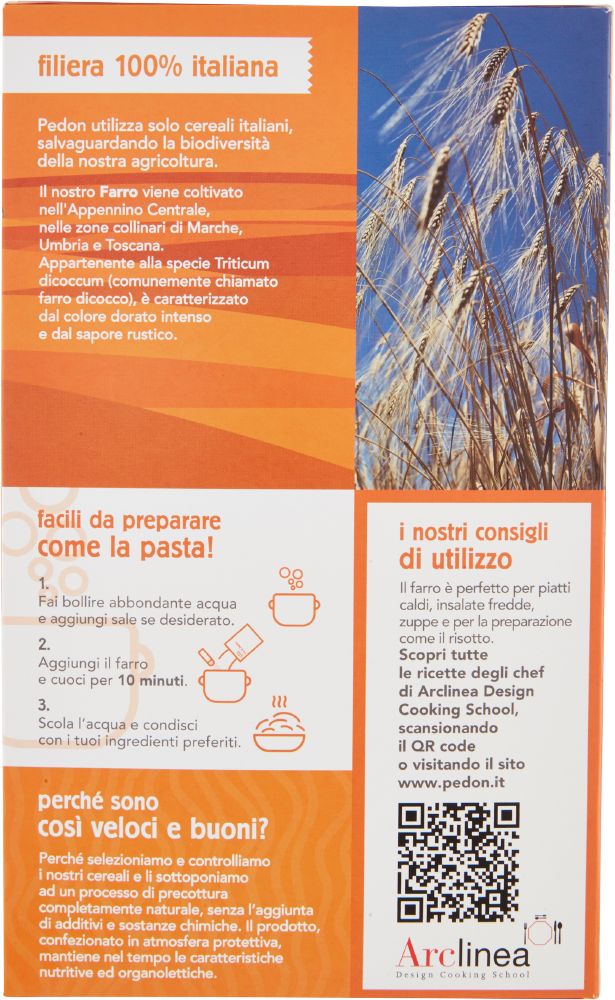 filiera 100% italiana
Pedon utilizza solo cereali italiani,
salvaguardando la biodiversità
della nostra agricoltura.
Il nostro Farro viene coltivato
nell'Appennino Centrale,
nelle zone collinari di Marche,
Umbria e Toscana.
Appartenente alla specie Triticum
dicoccum (comunemente chiamato
farro dicocco), è caratterizzato
dal colore dorato intenso
e dal sapore rustico.
facili da preparare
come la pasta!
1.
Fai bollire abbondante acqua
e aggiungi sale se desiderato.
2.
Aggiungi il farro
e cuoci per 10 minuti.
3.
Scola l'acqua e condisci
con i tuoi ingredienti preferiti.
perché sono
così veloci e buoni?
Perché selezioniamo e controlliamo
i nostri cereali e li sottoponiamo
ad un processo di precottura
completamente naturale, senza l'aggiunta
di additivi e sostanze chimiche. Il prodotto,
confezionato in atmosfera protettiva,
mantiene nel tempo le caratteristiche
nutritive ed organolettiche.
i nostri consigli
di utilizzo
Il farro è perfetto per piatti
caldi, insalate fredde,
zuppe e per la preparazione
come il risotto.
Scopri tutte
le ricette degli chef
di Arclinea Design
Cooking School,
scansionando
il QR code
o visitando il sito
www.pedon.it
Arclinea
Design Cooking School